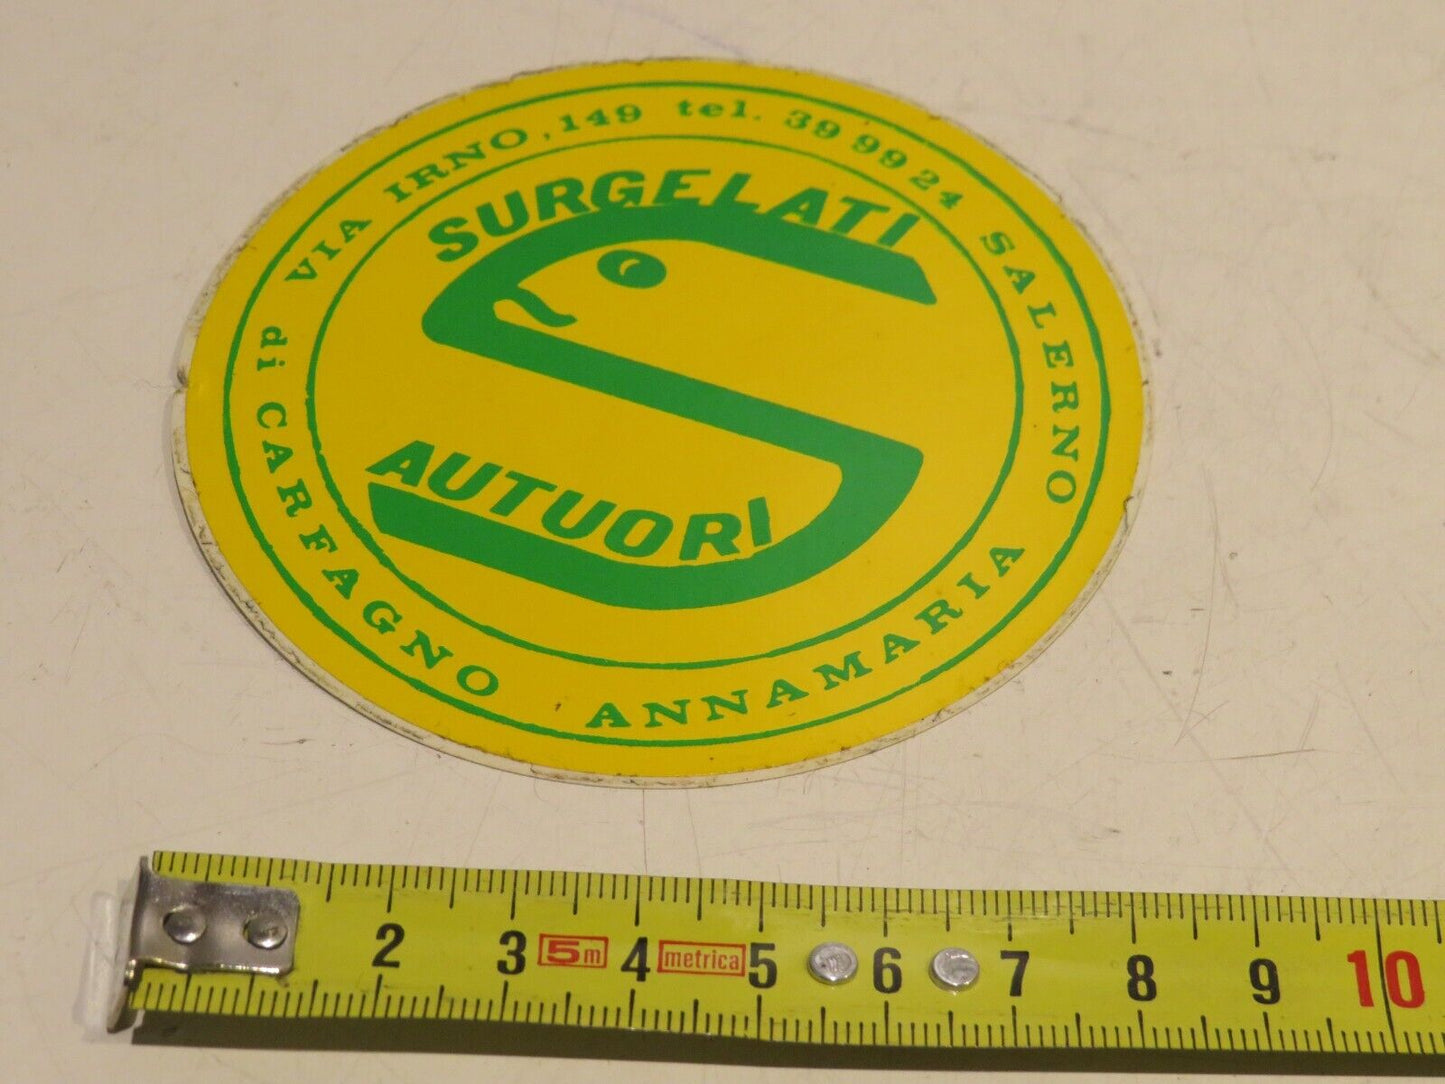 VIA IRNO, 149 tel. 39 99 24 SALERNO
di CARFAGNO ANNAMARIA
SURGELATI
AUTUORI
2 3 5m 4 metrica 5 6 7 8 9 10